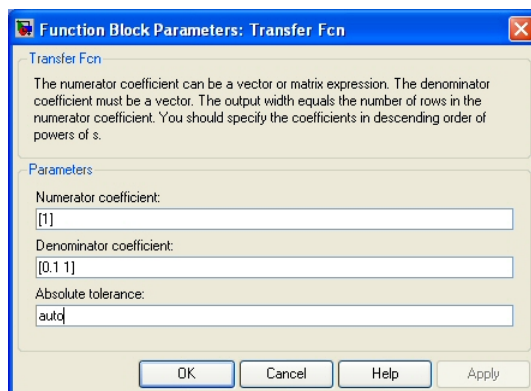 Function Block Parameters: Transfer Fcn
Transfer Fcn
The numerator coefficient can be a vector or matrix expression. The denominator
coefficient must be a vector. The output width equals the number of rows in the
numerator coefficient. You should specify the coefficients in descending order of
powers of s.
Parameters
Numerator coefficient:
[1]
Denominator coefficient:
[0.1 1]
Absolute tolerance:
auto
OK Cancel Help Apply